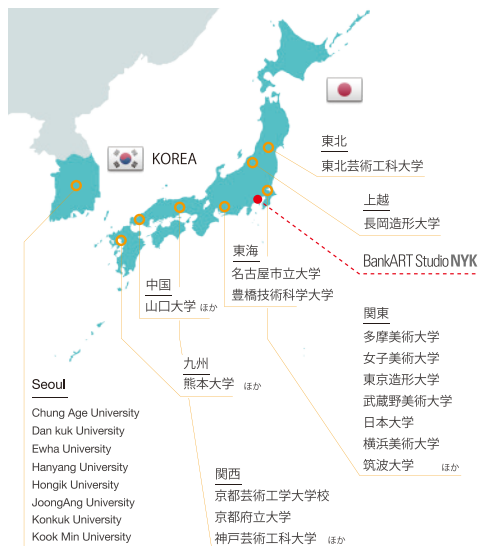 KOREA
東北
東北芸術工科大学
上越
長岡造形大学
BankART Studio NYK
東海
名古屋市立大学
豊橋技術科学大学
中国
山口大学 ほか
関東
多摩美術大学
女子美術大学
東京造形大学
武蔵野美術大学
日本大学
横浜美術大学
筑波大学 ほか
九州
熊本大学 ほか
Seoul
Chung Age University
Dan kuk University
Ewha University
Hanyang University
Hongik University
JoongAng University
Konkuk University
Kook Min University
関西
京都芸術工学大学校
京都府立大学
神戸芸術工科大学 ほか